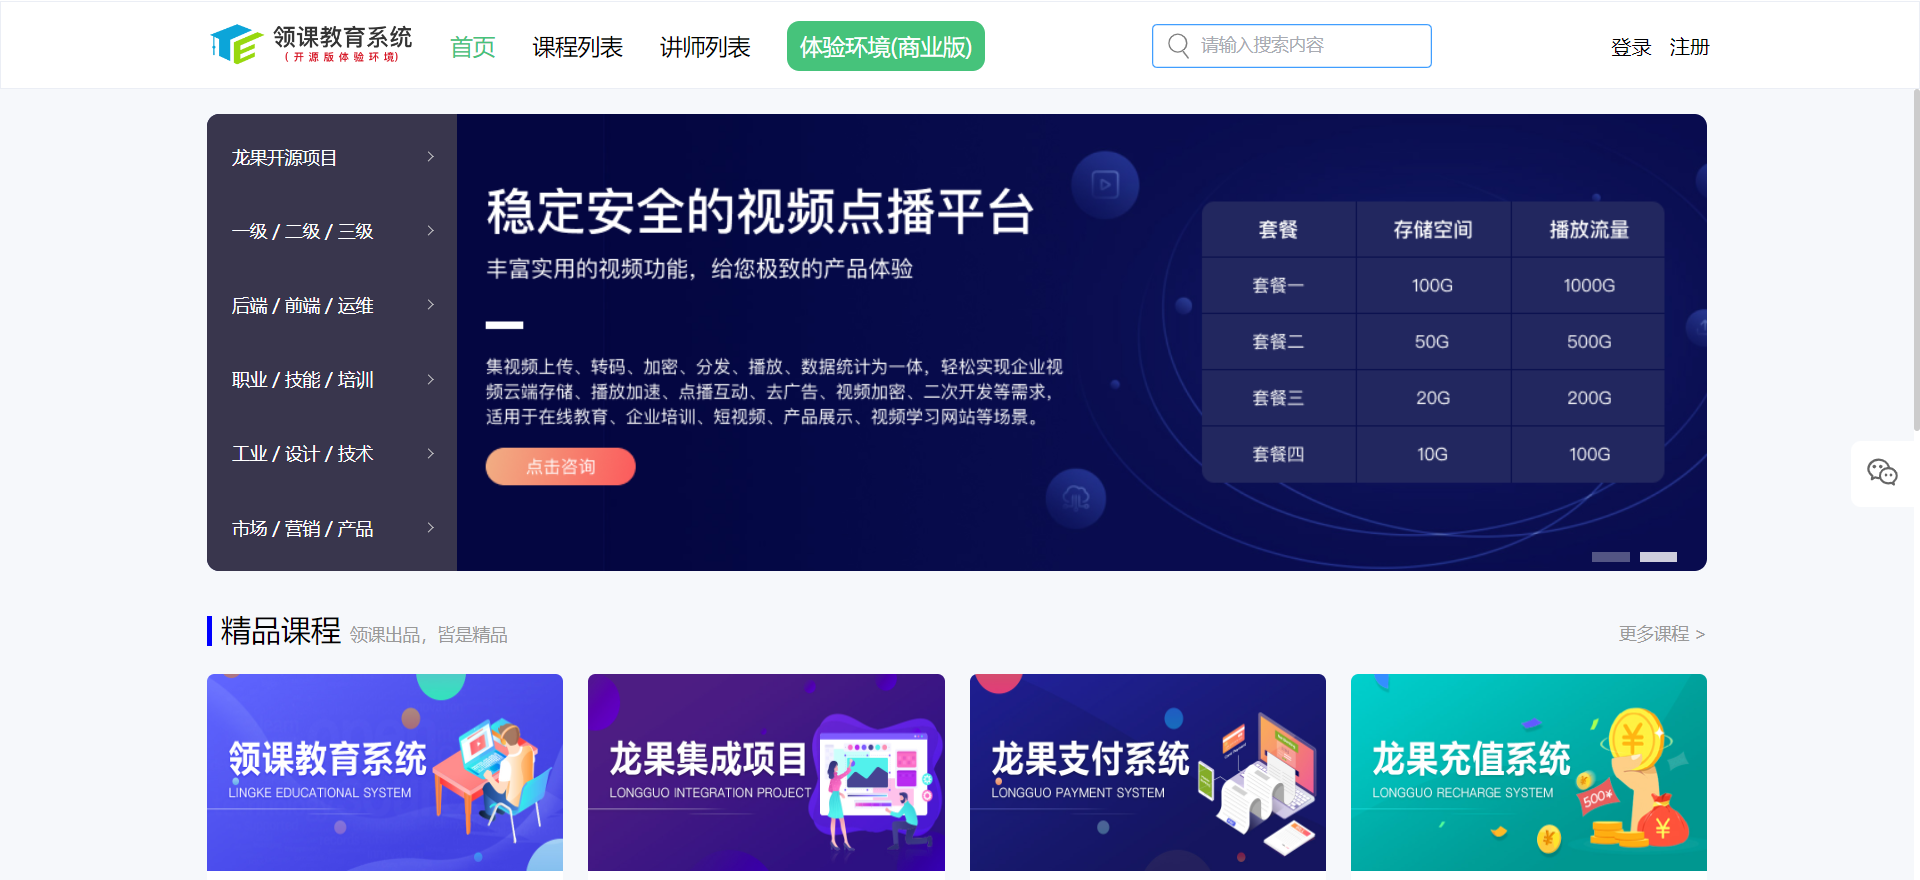 领课教育系统
(开源版体验环境)
首页 课程列表 讲师列表 体验环境(商业版)
请输入搜索内容
登录 注册
龙果开源项目
一级 / 二级 / 三级
后端 / 前端 / 运维
职业 / 技能 / 培训
工业 / 设计 / 技术
市场 / 营销 / 产品
稳定安全的视频点播平台
丰富实用的视频功能，给您极致的产品体验
集视频上传、转码、加密、分发、播放、数据统计为一体，轻松实现企业视
频云端存储、播放加速、点播互动、去广告、视频加密、二次开发等需求，
适用于在线教育、企业培训、短视频、产品展示、视频学习网站等场景。
点击咨询
套餐 存储空间 播放流量
套餐一 100G 1000G
套餐二 50G 500G
套餐三 20G 200G
套餐四 10G 100G
精品课程 领课出品，皆是精品
更多课程 >
领课教育系统
LINGKE EDUCATIONAL SYSTEM
龙果集成项目
LONGGUO INTEGRATION PROJECT
龙果支付系统
LONGGUO PAYMENT SYSTEM
龙果充值系统
LONGGUO RECHARGE SYSTEM
500¥